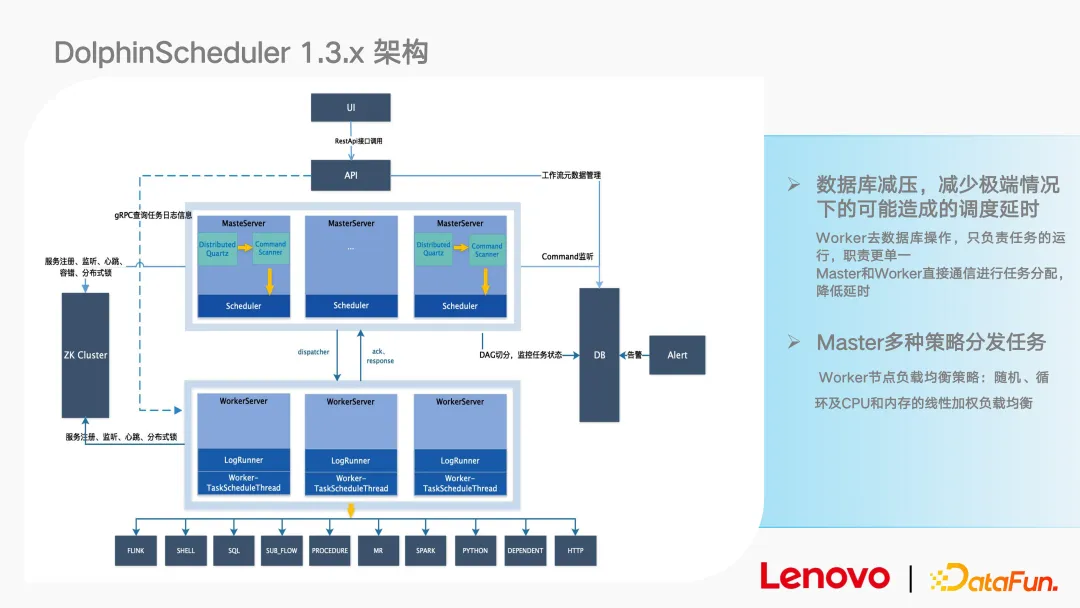 DolphinScheduler 1.3.x 架构
UI
RestApi接口调用
API
工作流元数据管理
gRPC查询任务日志信息
MasteServer
MasterServer
MasterServer
Distributed
Quartz
Command
Scanner
...
Distributed
Quartz
Command
Scanner
服务注册、监听、心跳、
容错、分布式锁
Command监听
Scheduler
Scheduler
Scheduler
ZK Cluster
dispatcher
ack、
response
DAG切分，监控任务状态
DB
告警
Alert
WorkerServer
WorkerServer
WorkerServer
服务注册、监听、心跳、分布式锁
LogRunner
LogRunner
LogRunner
Worker-
TaskScheduleThread
Worker-
TaskScheduleThread
Worker-
TaskScheduleThread
FLINK
SHELL
SQL
SUB_FLOW
PROCEDURE
MR
SPARK
PYTHON
DEPENDENT
HTTP
➢ 数据库减压，减少极端情况
下的可能造成的调度延时
Worker去数据库操作，只负责任务的运
行，职责更单一
Master和Worker直接通信进行任务分配，
降低延时
➢ Master多种策略分发任务
Worker节点负载均衡策略：随机、循
环及CPU和内存的线性加权负载均衡
Lenovo | DataFun.